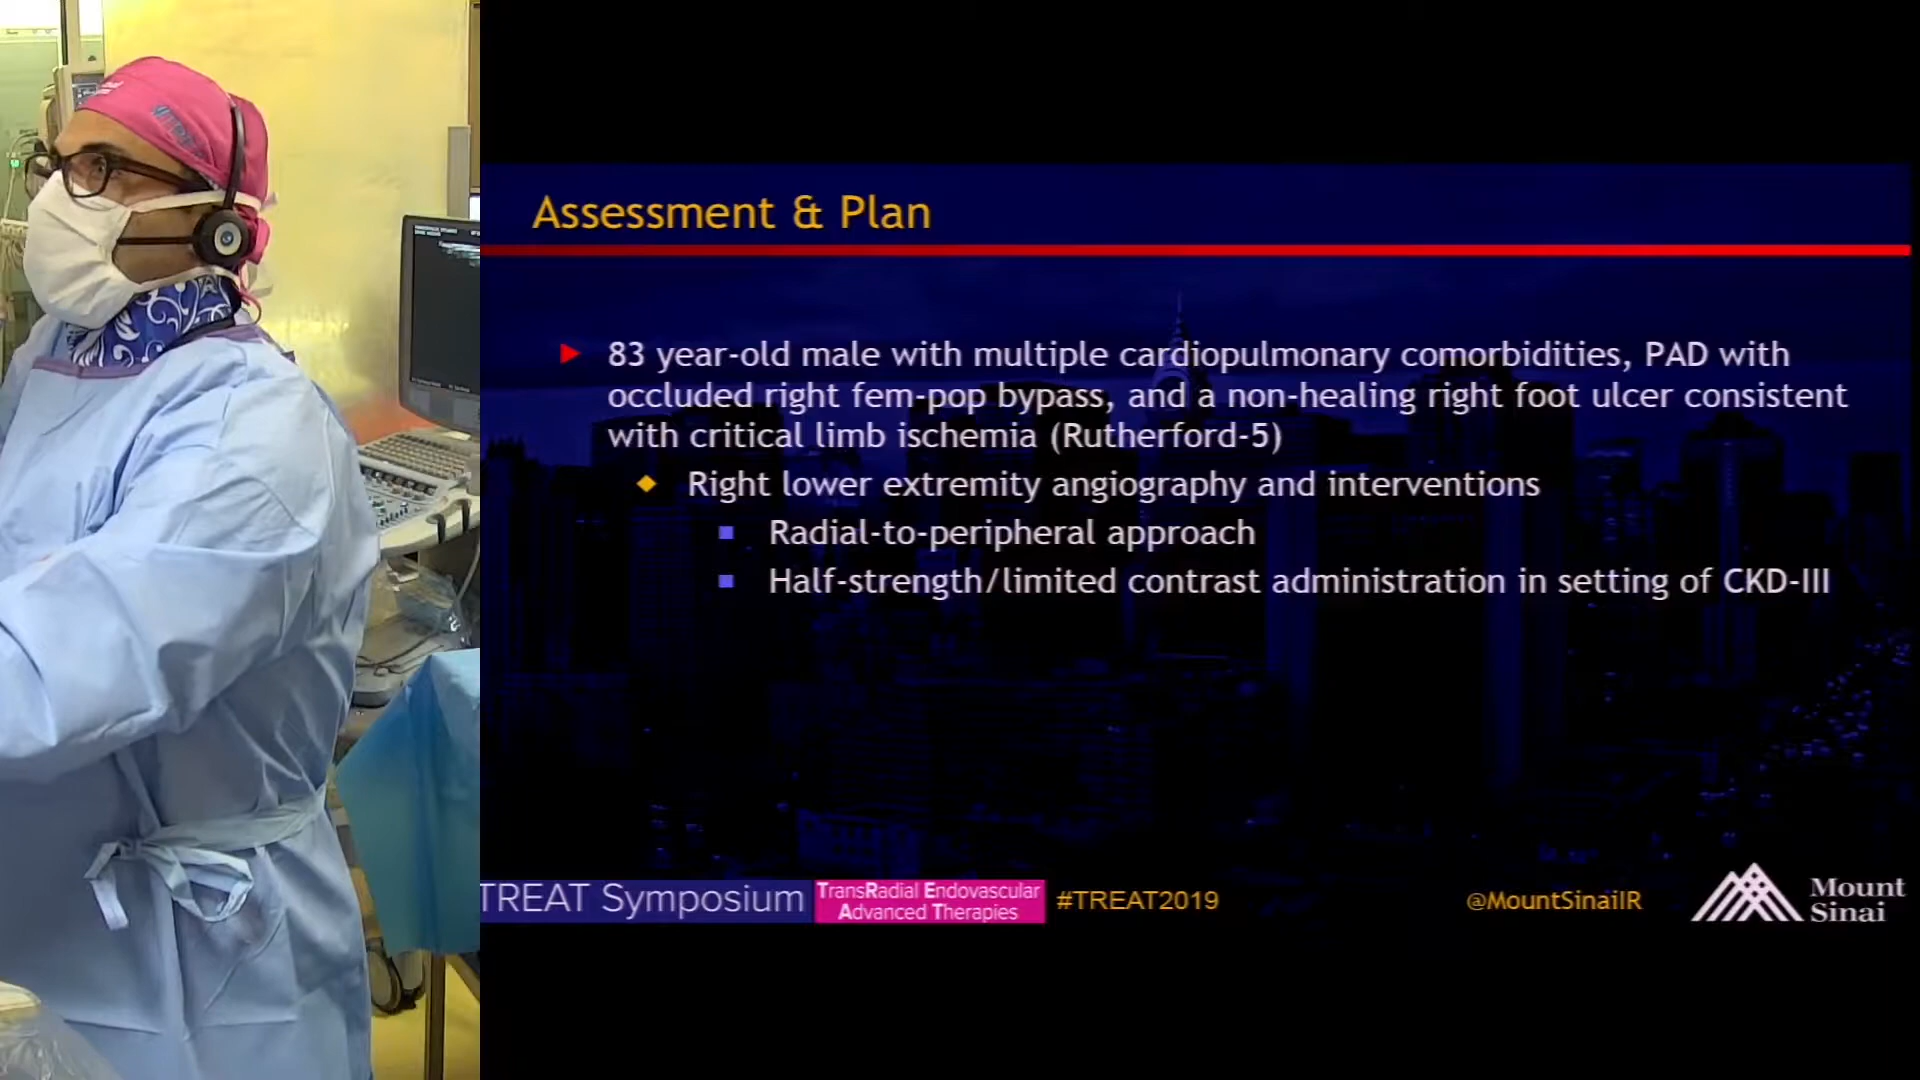 Assessment & Plan
83 year-old male with multiple cardiopulmonary comorbidities, PAD with
occluded right fem-pop bypass, and a non-healing right foot ulcer consistent
with critical limb ischemia (Rutherford-5)
Right lower extremity angiography and interventions
Radial-to-peripheral approach
Half-strength/limited contrast administration in setting of CKD-III
TREAT Symposium
TransRadial Endovascular
Advanced Therapies
#TREAT2019
@MountSinaiIR
Mount
Sinai